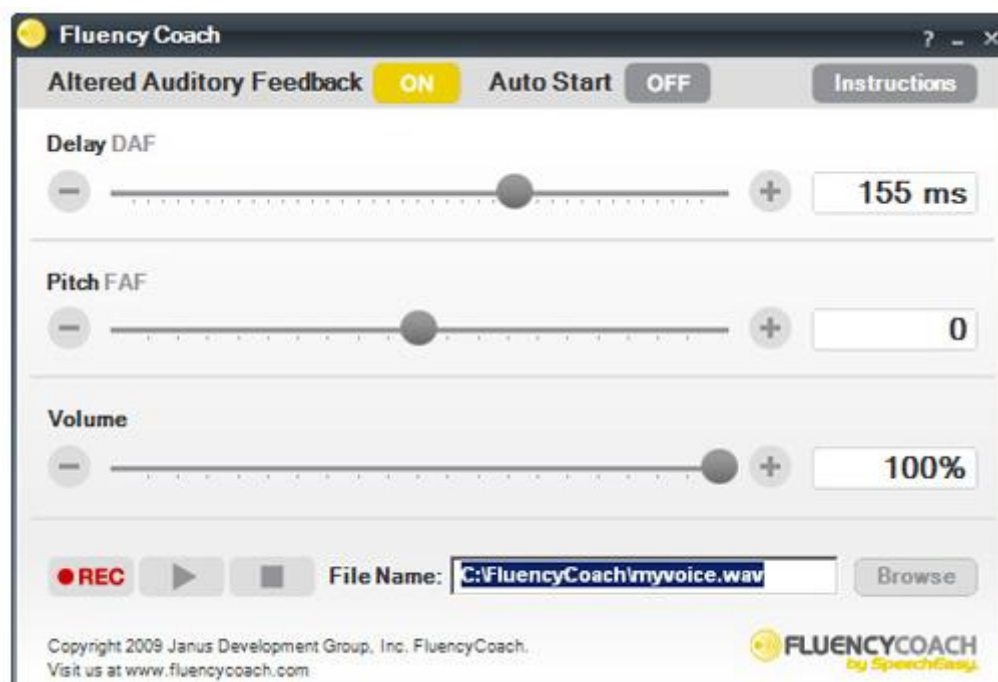 Fluency Coach
? _ ×
Altered Auditory Feedback ON Auto Start OFF Instructions
Delay DAF
− + 155 ms
Pitch FAF
− + 0
Volume
− + 100%
REC File Name: C:\FluencyCoach\myvoice.wav Browse
Copyright 2009 Janus Development Group, Inc. FluencyCoach.
Visit us at www.fluencycoach.com
FLUENCYCOACH
by SpeechEasy.